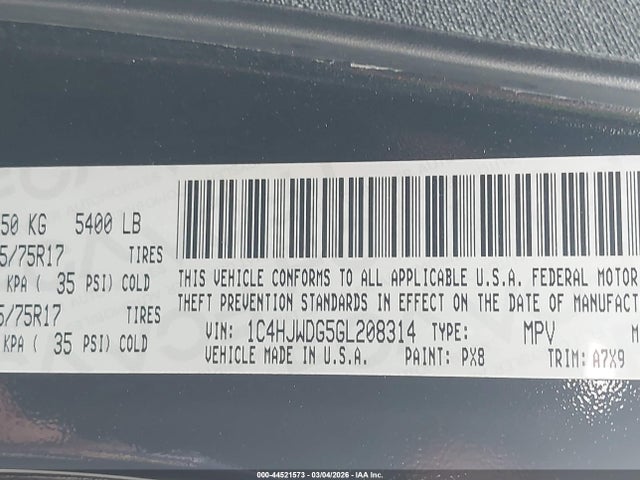 50 KG 5400 LB
5/75R17 TIRES
KPA ( 35 PSI) COLD
5/75R17 TIRES
KPA ( 35 PSI) COLD
THIS VEHICLE CONFORMS TO ALL APPLICABLE U.S.A. FEDERAL MOTOR
THEFT PREVENTION STANDARDS IN EFFECT ON THE DATE OF MANUFACT
VIN: 1C4HJWDG5GL208314 TYPE: MPV M
VEHICLE MADE IN U.S.A. PAINT: PX8 TRIM: A7X9
000-44521573 - 03/04/2026 - IAA Inc.